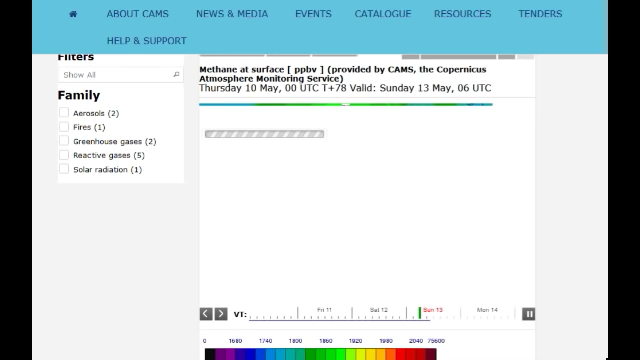 ABOUT CAMS NEWS & MEDIA EVENTS CATALOGUE RESOURCES TENDERS
HELP & SUPPORT
Filters
Show All
Family
Aerosols (2)
Fires (1)
Greenhouse gases (2)
Reactive gases (5)
Solar radiation (1)
Methane at surface [ ppbv ] (provided by CAMS, the Copernicus
Atmosphere Monitoring Service)
Thursday 10 May, 00 UTC T+78 Valid: Sunday 13 May, 06 UTC
VT: Fri 11 Sat 12 Sun 13 Mon 14
0 1680 1740 1800 1860 1920 1980 2040 75600